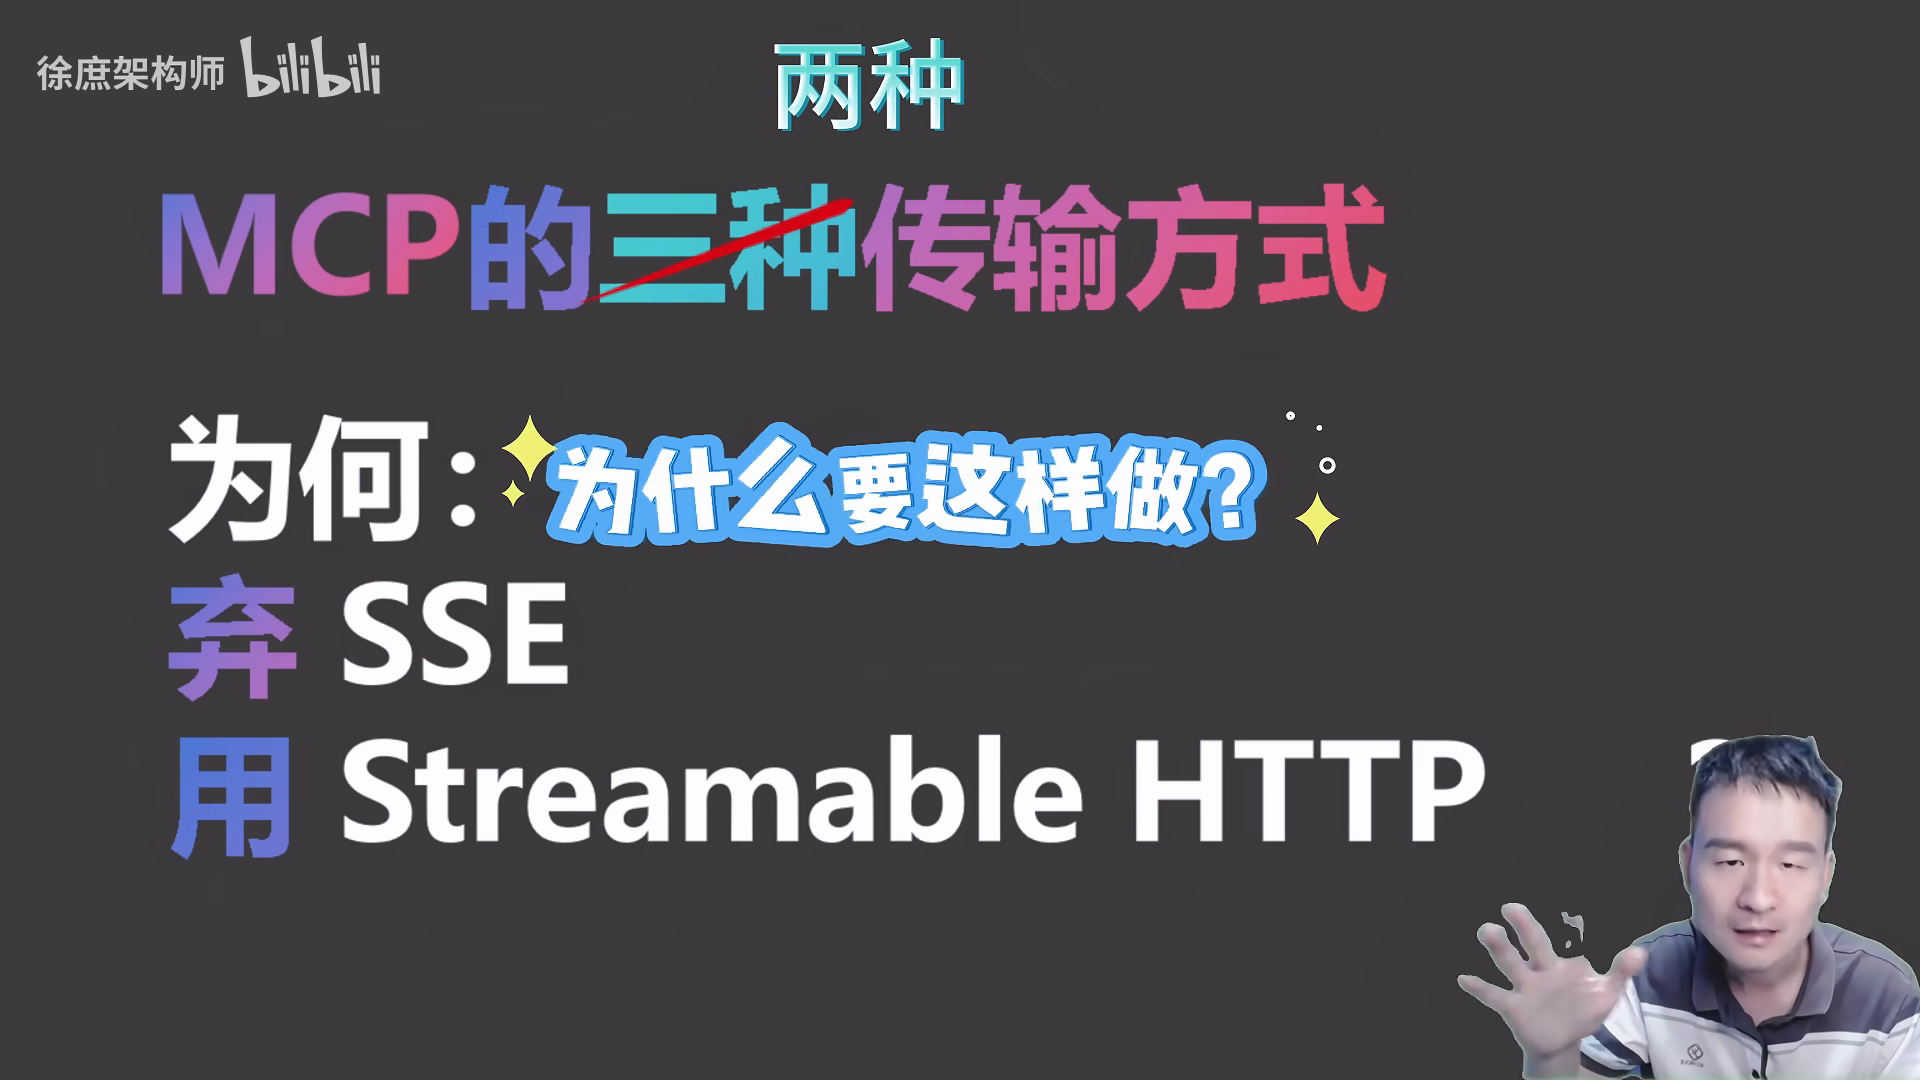 徐庶架构师 bilibili
两种
MCP的三种传输方式
为何：为什么要这样做?
弃 SSE
用 Streamable HTTP